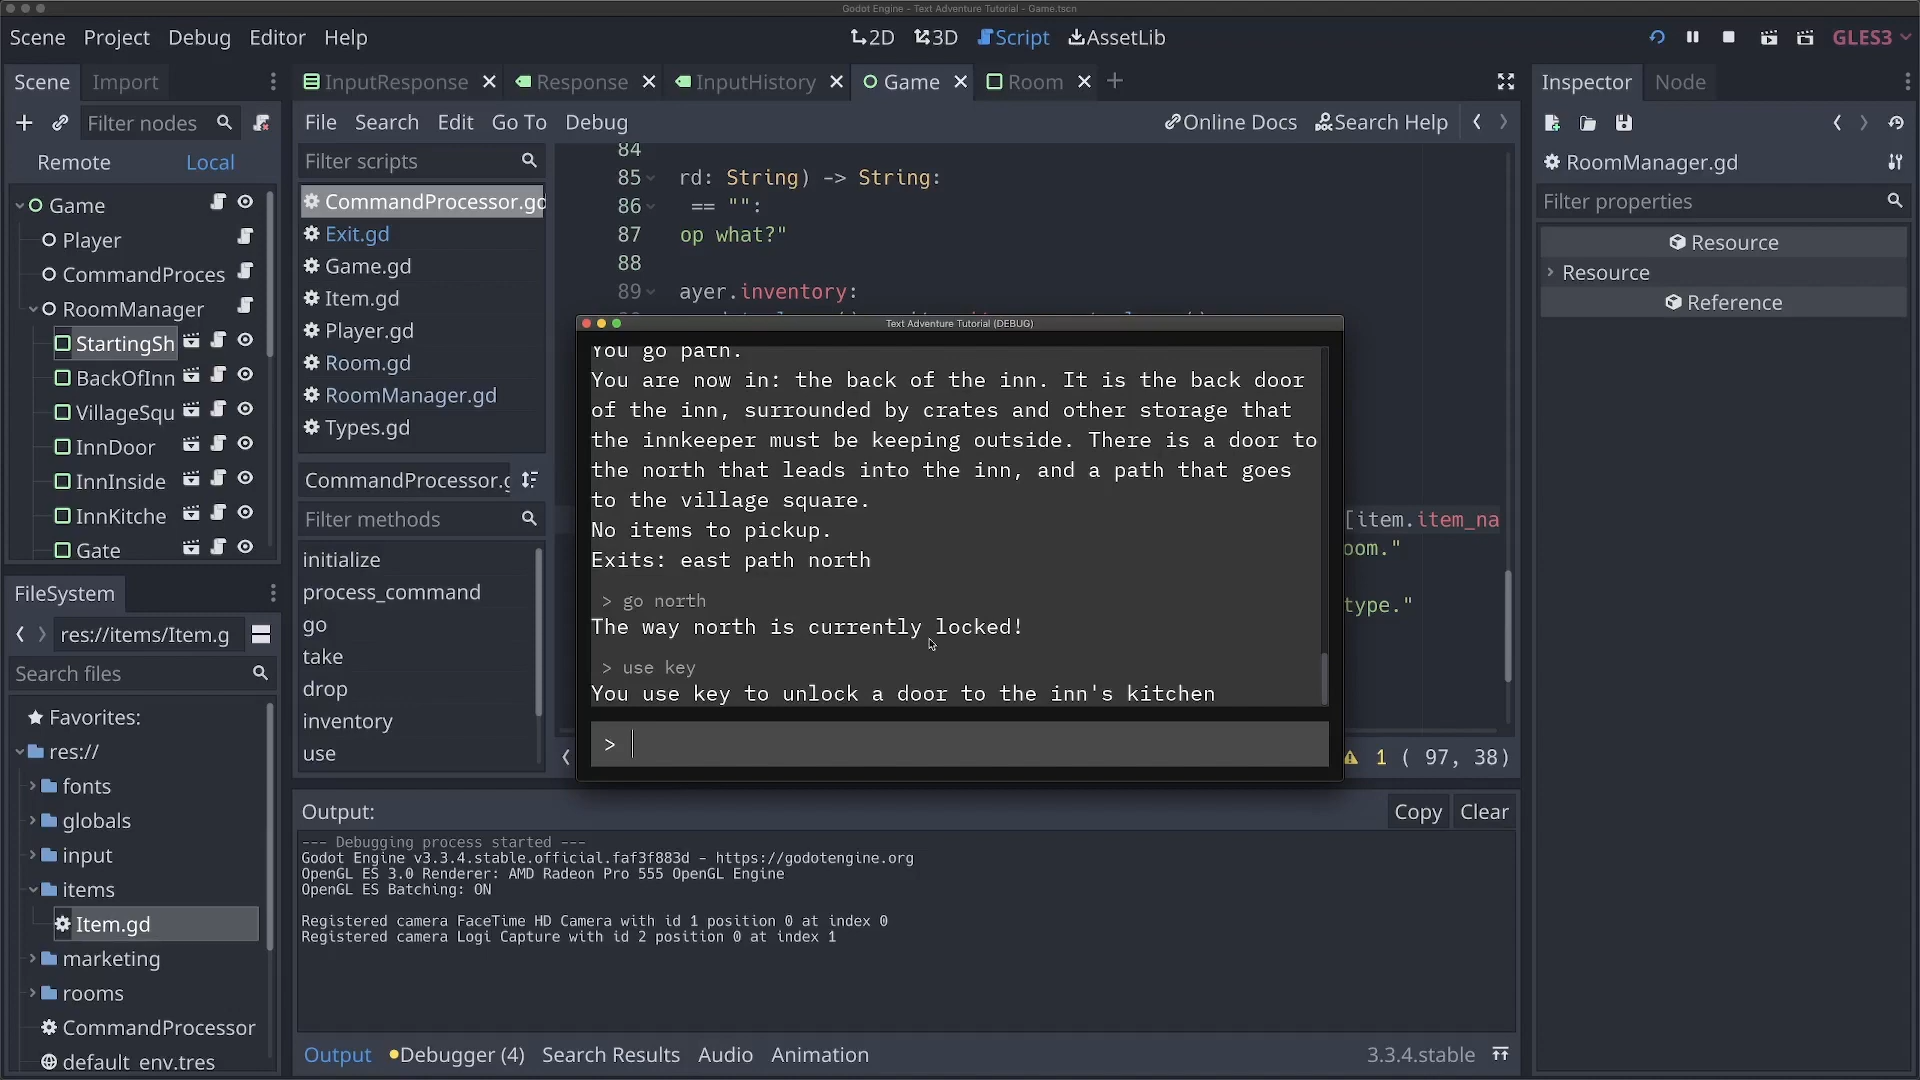 Godot Engine - Text Adventure Tutorial - Game.tscn
Scene Project Debug Editor Help
2D 3D Script AssetLib
GLES3
Scene Import
InputResponse Response InputHistory Game Room
Inspector Node
Filter nodes
File Search Edit Go To Debug
Online Docs Search Help
Remote Local
Filter scripts
RoomManager.gd
Filter properties
Resource
Resource
Reference
Game
Player
CommandProces
RoomManager
StartingSh
BackOfInn
VillageSqu
InnDoor
InnInside
InnKitche
Gate
CommandProcessor.gd
Exit.gd
Game.gd
Item.gd
Player.gd
Room.gd
RoomManager.gd
Types.gd
CommandProcessor.g
Filter methods
initialize
process_command
go
take
drop
inventory
use
84
85 rd: String) -> String:
86 == "":
87 op what?"
88
89 ayer.inventory:
[item.item_na
oom."
type."
1 ( 97, 38)
Text Adventure Tutorial (DEBUG)
You go path.
You are now in: the back of the inn. It is the back door
of the inn, surrounded by crates and other storage that
the innkeeper must be keeping outside. There is a door to
the north that leads into the inn, and a path that goes
to the village square.
No items to pickup.
Exits: east path north
> go north
The way north is currently locked!
> use key
You use key to unlock a door to the inn's kitchen
>
FileSystem
res://items/Item.g
Search files
Favorites:
res://
fonts
globals
input
items
Item.gd
marketing
rooms
CommandProcessor
default_env.tres
Output:
Copy Clear
--- Debugging process started ---
Godot Engine v3.3.4.stable.official.faf3f883d - https://godotengine.org
OpenGL ES 3.0 Renderer: AMD Radeon Pro 555 OpenGL Engine
OpenGL ES Batching: ON
Registered camera FaceTime HD Camera with id 1 position 0 at index 0
Registered camera Logi Capture with id 2 position 0 at index 1
Output Debugger (4) Search Results Audio Animation
3.3.4.stable